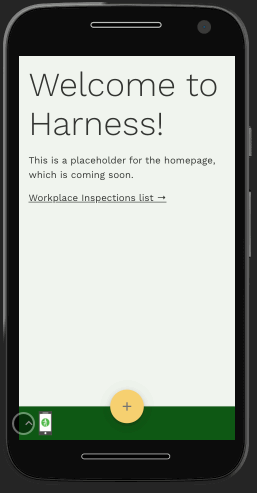 Welcome to
Harness!
This is a placeholder for the homepage,
which is coming soon.
Workplace Inspections list →
+